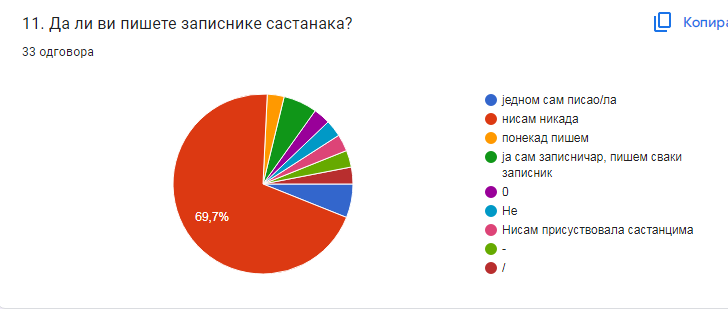 11. Да ли ви пишете записнике састанака?
33 одговора
69,7%
једном сам писао/ла
нисам никада
понекад пишем
ја сам записничар, пишем сваки
записник
0
Не
Нисам присуствовала састанцима
-
/